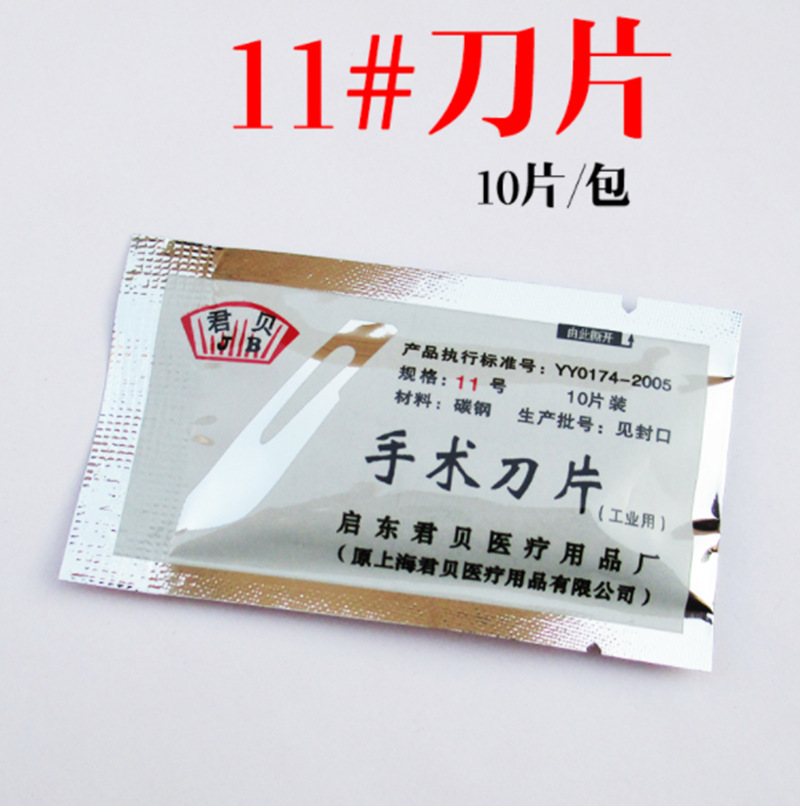 11#刀片
10片/包
君贝
JB
由此撕开
产品执行标准号：YY0174-2005
规格：11 号 10片装
材料：碳钢 生产批号：见封口
手术刀片
（工业用）
启东君贝医疗用品厂
（原上海君贝医疗用品有限公司）